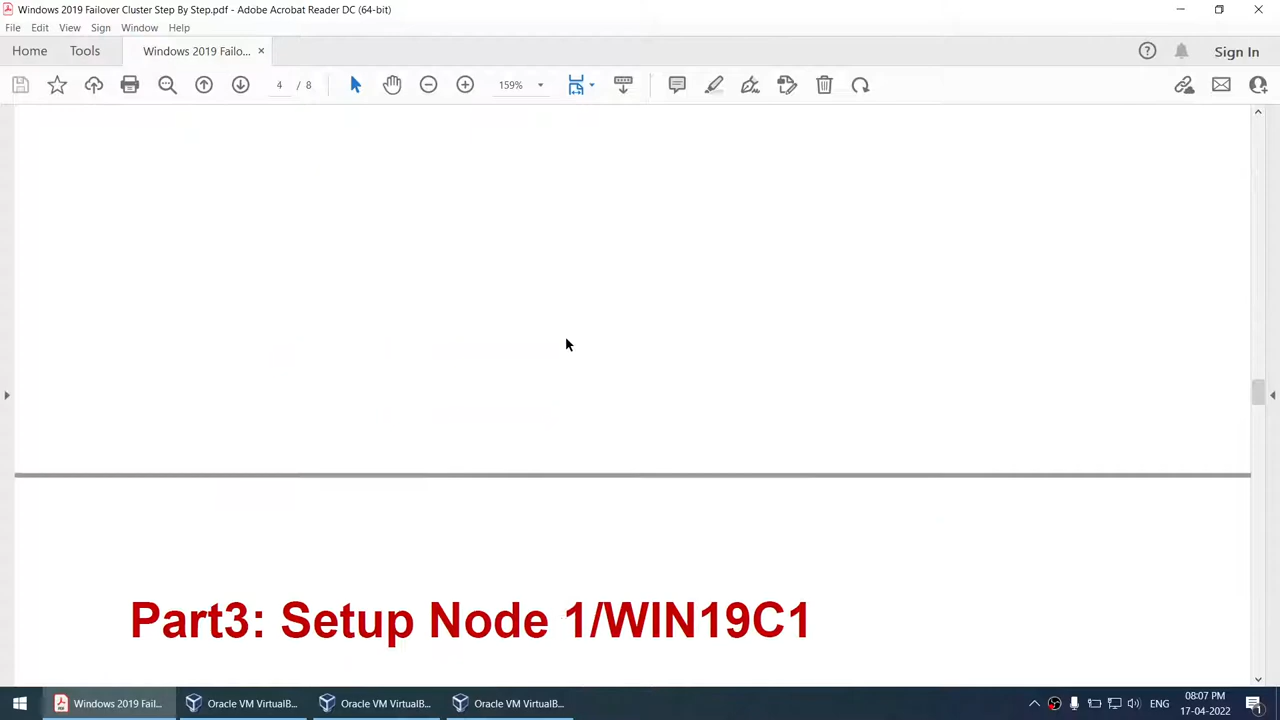 Windows 2019 Failover Cluster Step By Step.pdf - Adobe Acrobat Reader DC (64-bit)
File Edit View Sign Window Help
Home Tools Windows 2019 Failo... Sign In
4 / 8 159%
Part3: Setup Node 1/WIN19C1
Windows 2019 Fail... Oracle VM VirtualB... Oracle VM VirtualB... Oracle VM VirtualB... ENG 08:07 PM
17-04-2022 1